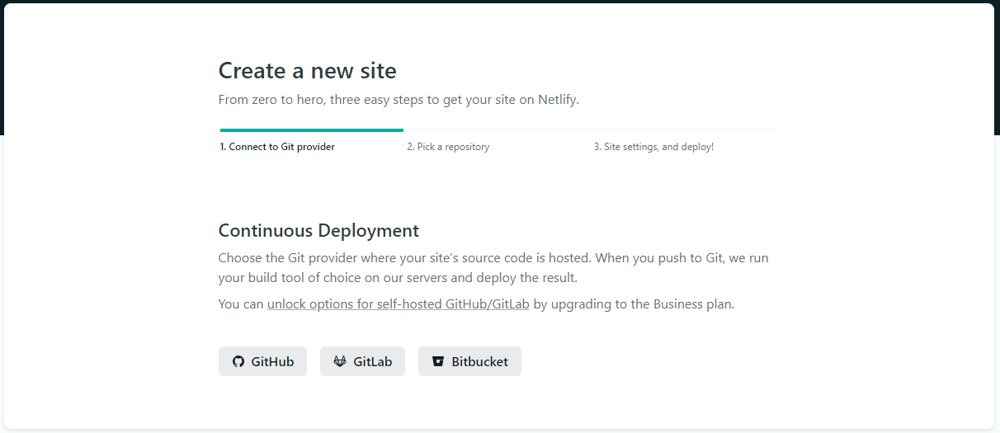 Create a new site
From zero to hero, three easy steps to get your site on Netlify.
1. Connect to Git provider
2. Pick a repository
3. Site settings, and deploy!
Continuous Deployment
Choose the Git provider where your site’s source code is hosted. When you push to Git, we run
your build tool of choice on our servers and deploy the result.
You can unlock options for self-hosted GitHub/GitLab by upgrading to the Business plan.
GitHub
GitLab
Bitbucket